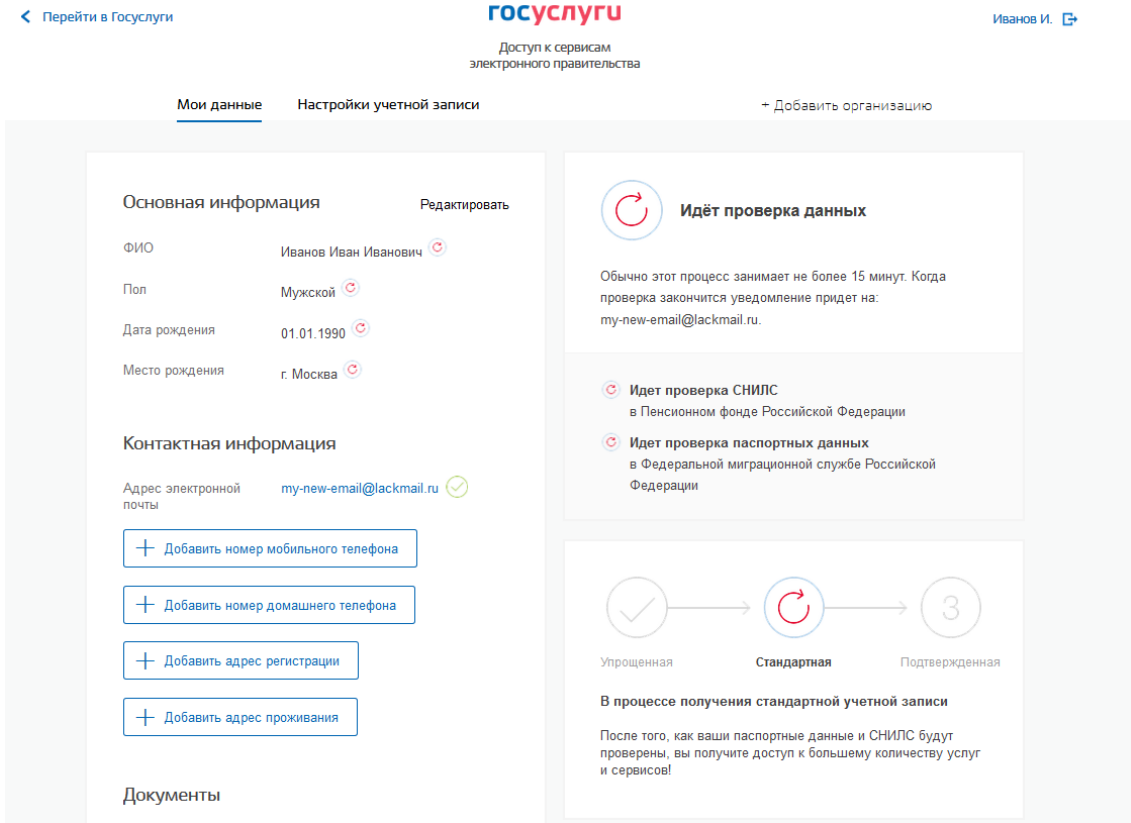 Перейти в Госуслуги
госуслуги
Иванов И.
Доступ к сервисам
электронного правительства
Мои данные
Настройки учетной записи
+ Добавить организацию
Основная информация
Редактировать
ФИО
Иванов Иван Иванович
Пол
Мужской
Дата рождения
01.01.1990
Место рождения
г. Москва
Контактная информация
Адрес электронной
почты
my-new-email@lackmail.ru
Добавить номер мобильного телефона
Добавить номер домашнего телефона
Добавить адрес регистрации
Добавить адрес проживания
Документы
Идёт проверка данных
Обычно этот процесс занимает не более 15 минут. Когда
проверка закончится уведомление придет на:
my-new-email@lackmail.ru.
Идет проверка СНИЛС
в Пенсионном фонде Российской Федерации
Идет проверка паспортных данных
в Федеральной миграционной службе Российской
Федерации
3
Упрощенная
Стандартная
Подтвержденная
В процессе получения стандартной учетной записи
После того, как ваши паспортные данные и СНИЛС будут
проверены, вы получите доступ к большему количеству услуг
и сервисов!